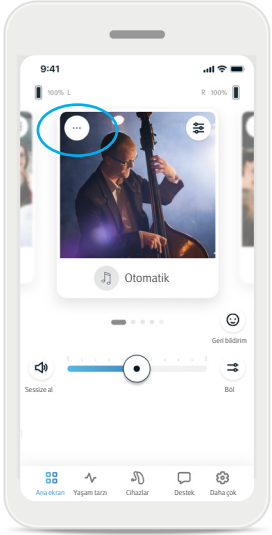 9:41
100% L
R 100%
Otomatik
Geri bildirim
Sessize al
Böl
Ana ekran
Yaşam tarzı
Cihazlar
Destek
Daha çok